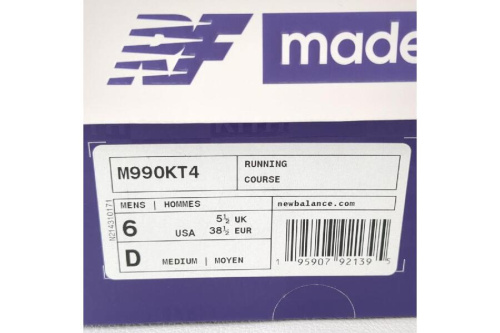 made
M990KT4
RUNNING
COURSE
MENS | HOMMES
newbalance.com
6 USA
5½ UK
38½ EUR
D MEDIUM | MOYEN
1 95907 92139 5
N214310171